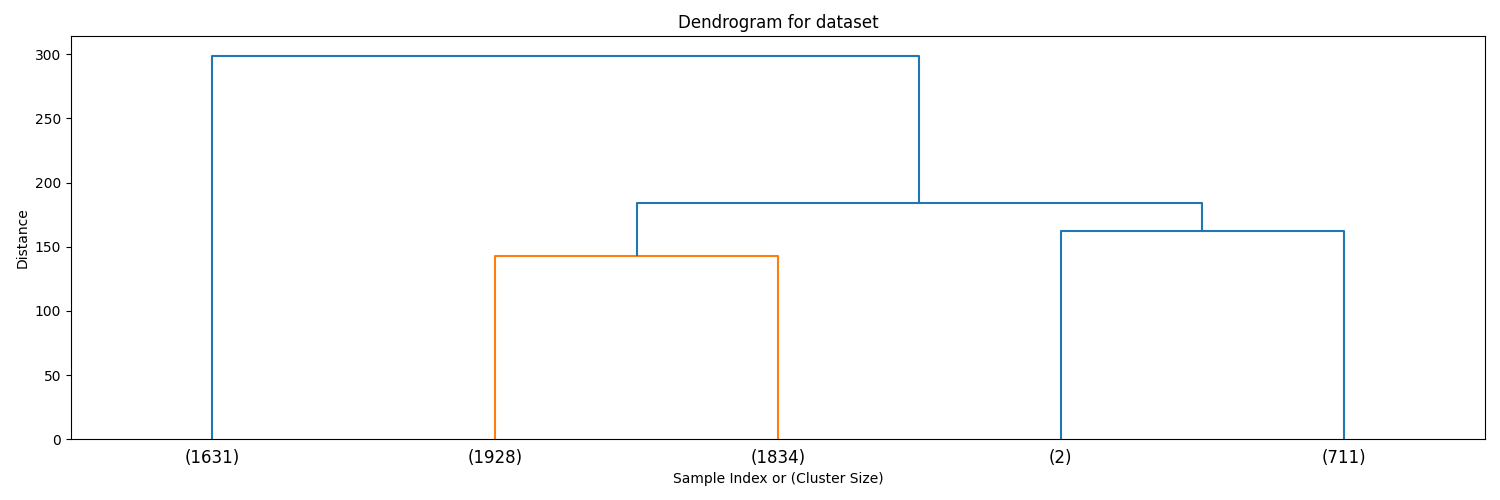 Dendrogram for dataset
300
250
200
150
100
50
0
Distance
(1631) (1928) (1834) (2) (711)
Sample Index or (Cluster Size)